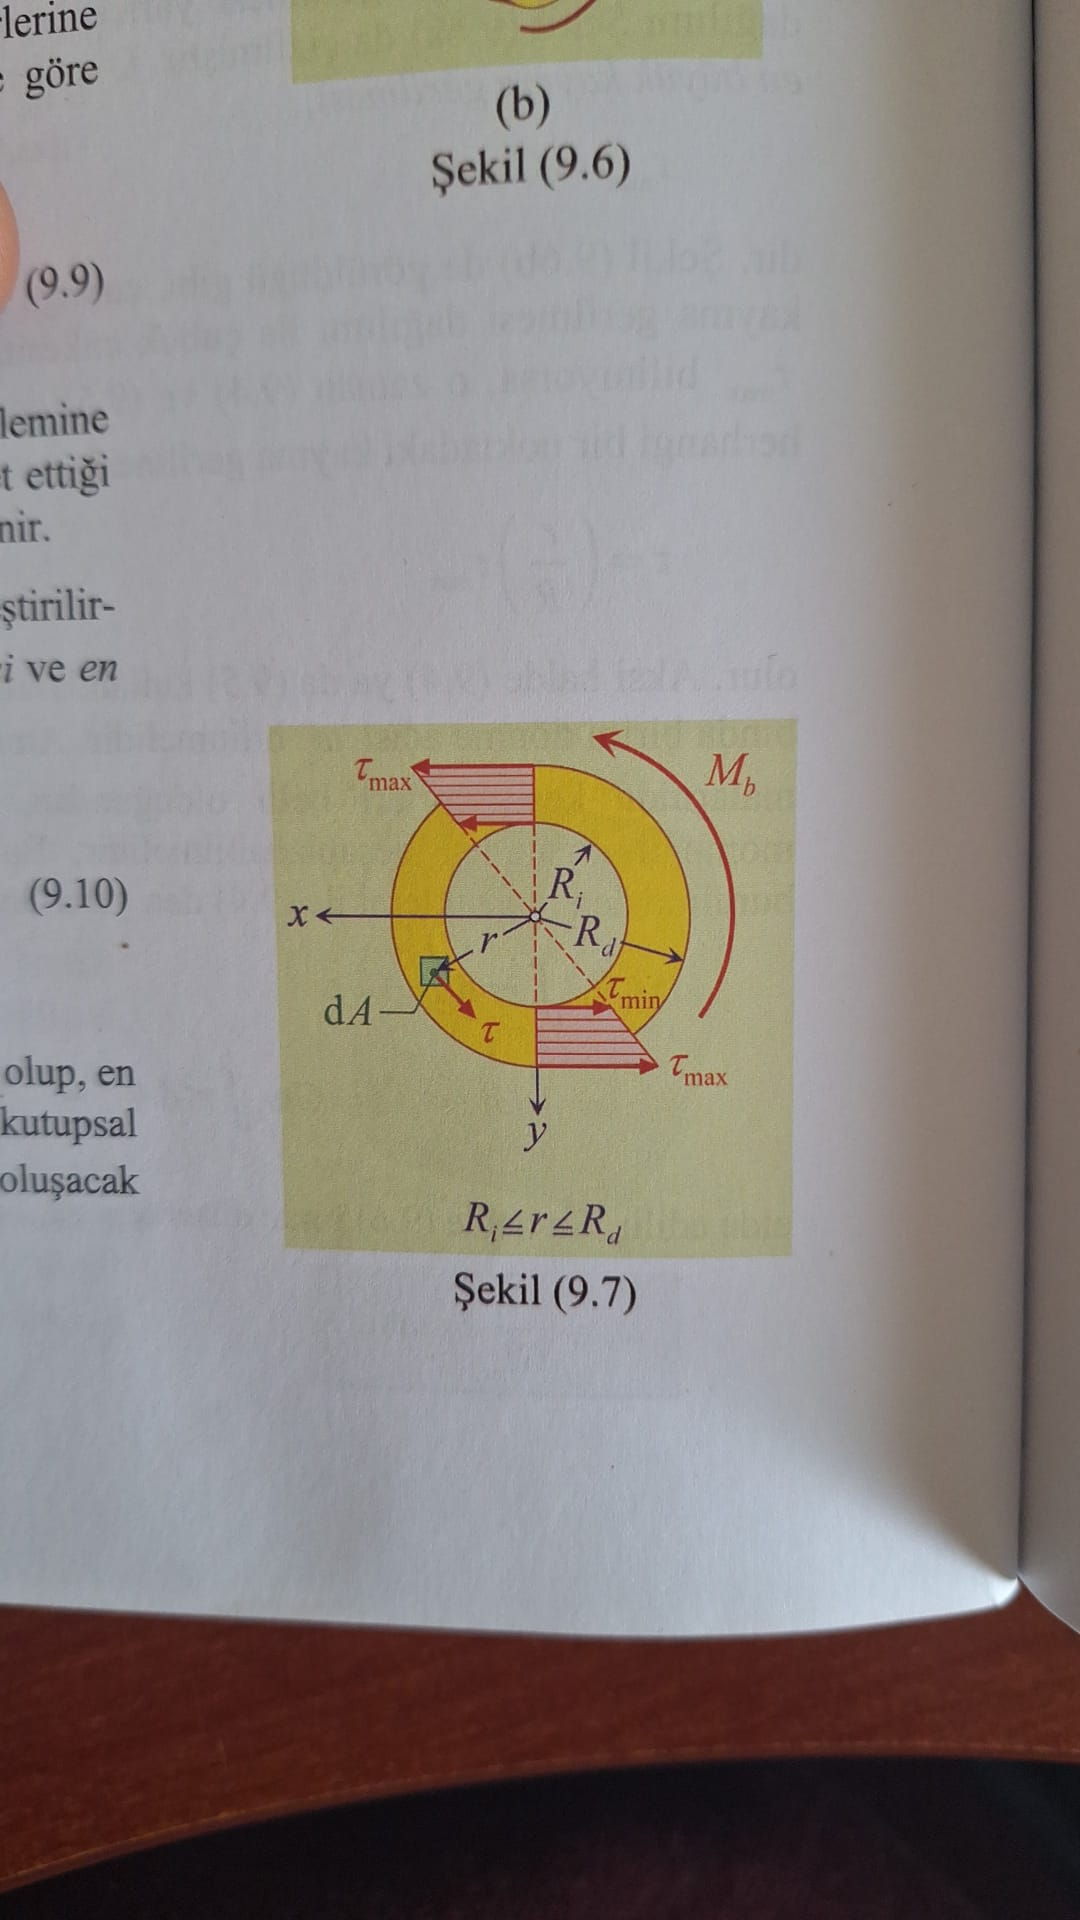 lerine
göre
(b)
Şekil (9.6)
(9.9)
lemine
t ettiği
nir.
ştirilir-
i ve en
(9.10)
τmax
Mb
Ri
x
r
Rd
dA
τ
τmin
τmax
y
Ri≦r≦Rd
olup, en
kutupsal
oluşacak
Şekil (9.7)